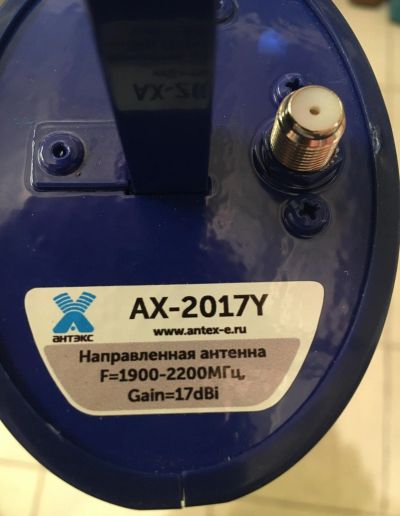 AX-2017Y
www.antex-e.ru
АНТЭКС
Направленная антенна
F=1900-2200МГц,
Gain=17dBi